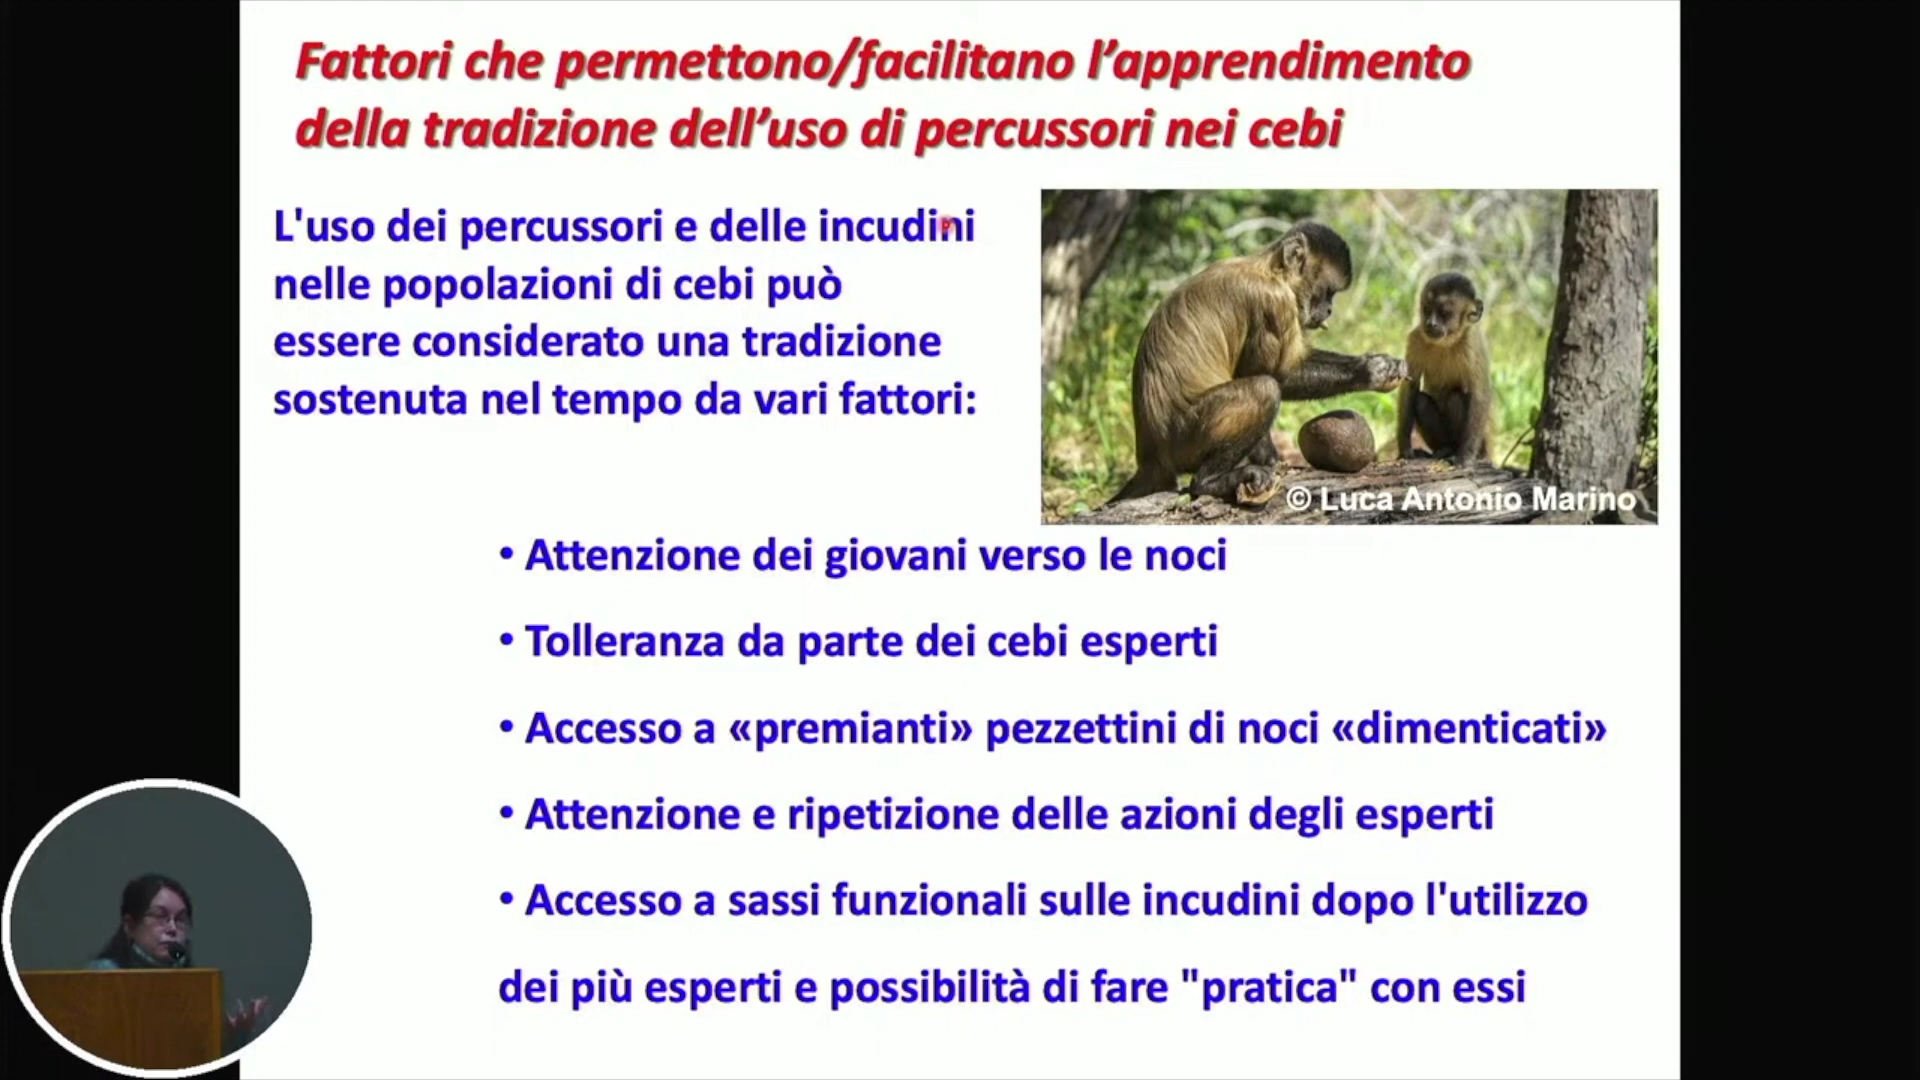 Fattori che permettono/facilitano l’apprendimento
della tradizione dell’uso di percussori nei cebi
L'uso dei percussori e delle incudini
nelle popolazioni di cebi può
essere considerato una tradizione
sostenuta nel tempo da vari fattori:
© Luca Antonio Marino
• Attenzione dei giovani verso le noci
• Tolleranza da parte dei cebi esperti
• Accesso a «premianti» pezzettini di noci «dimenticati»
• Attenzione e ripetizione delle azioni degli esperti
• Accesso a sassi funzionali sulle incudini dopo l'utilizzo
dei più esperti e possibilità di fare "pratica" con essi